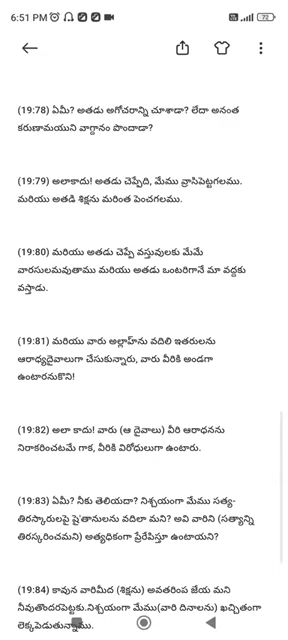 6:51 PM
72
(19:78) ఏమీ? అతడు అగోచరాన్ని చూశాడా? లేదా అనంత
కరుణామయుని వాగ్దానం పొందాడా?
(19:79) అలాకాదు! అతడు చెప్పేది, మేము వ్రాసిపెట్టగలము.
మరియు అతడి శిక్షను మరింత పెంచగలము.
(19:80) మరియు అతడు చెప్పే వస్తువులకు మేమే
వారసులమవుతాము మరియు అతడు ఒంటరిగానే మా వద్దకు
వస్తాడు.
(19:81) మరియు వారు అల్లాహ్‌ను వదిలి ఇతరులను
ఆరాధ్యదైవాలుగా చేసుకున్నారు, వారు వీరికి అండగా
ఉంటారనుకొని!
(19:82) అలా కాదు! వారు (ఆ దైవాలు) వీరి ఆరాధనను
నిరాకరించటమే గాక, వీరికి విరోధులుగా ఉంటారు.
(19:83) ఏమీ? నీకు తెలియదా? నిశ్చయంగా మేము సత్య-
తిరస్కారులపై షై'తానులను వదిలా మని? అవి వారిని (సత్యాన్ని
తిరస్కరించమని) అత్యధికంగా ప్రేరేపిస్తూ ఉంటాయని?
(19:84) కావున వారిమీద (శిక్షను) అవతరింప జేయ మని
నీవుతొందరపెట్టకు.నిశ్చయంగా మేము(వారి దినాలను) ఖచ్చితంగా
లెక్కపెడుతున్నాము.